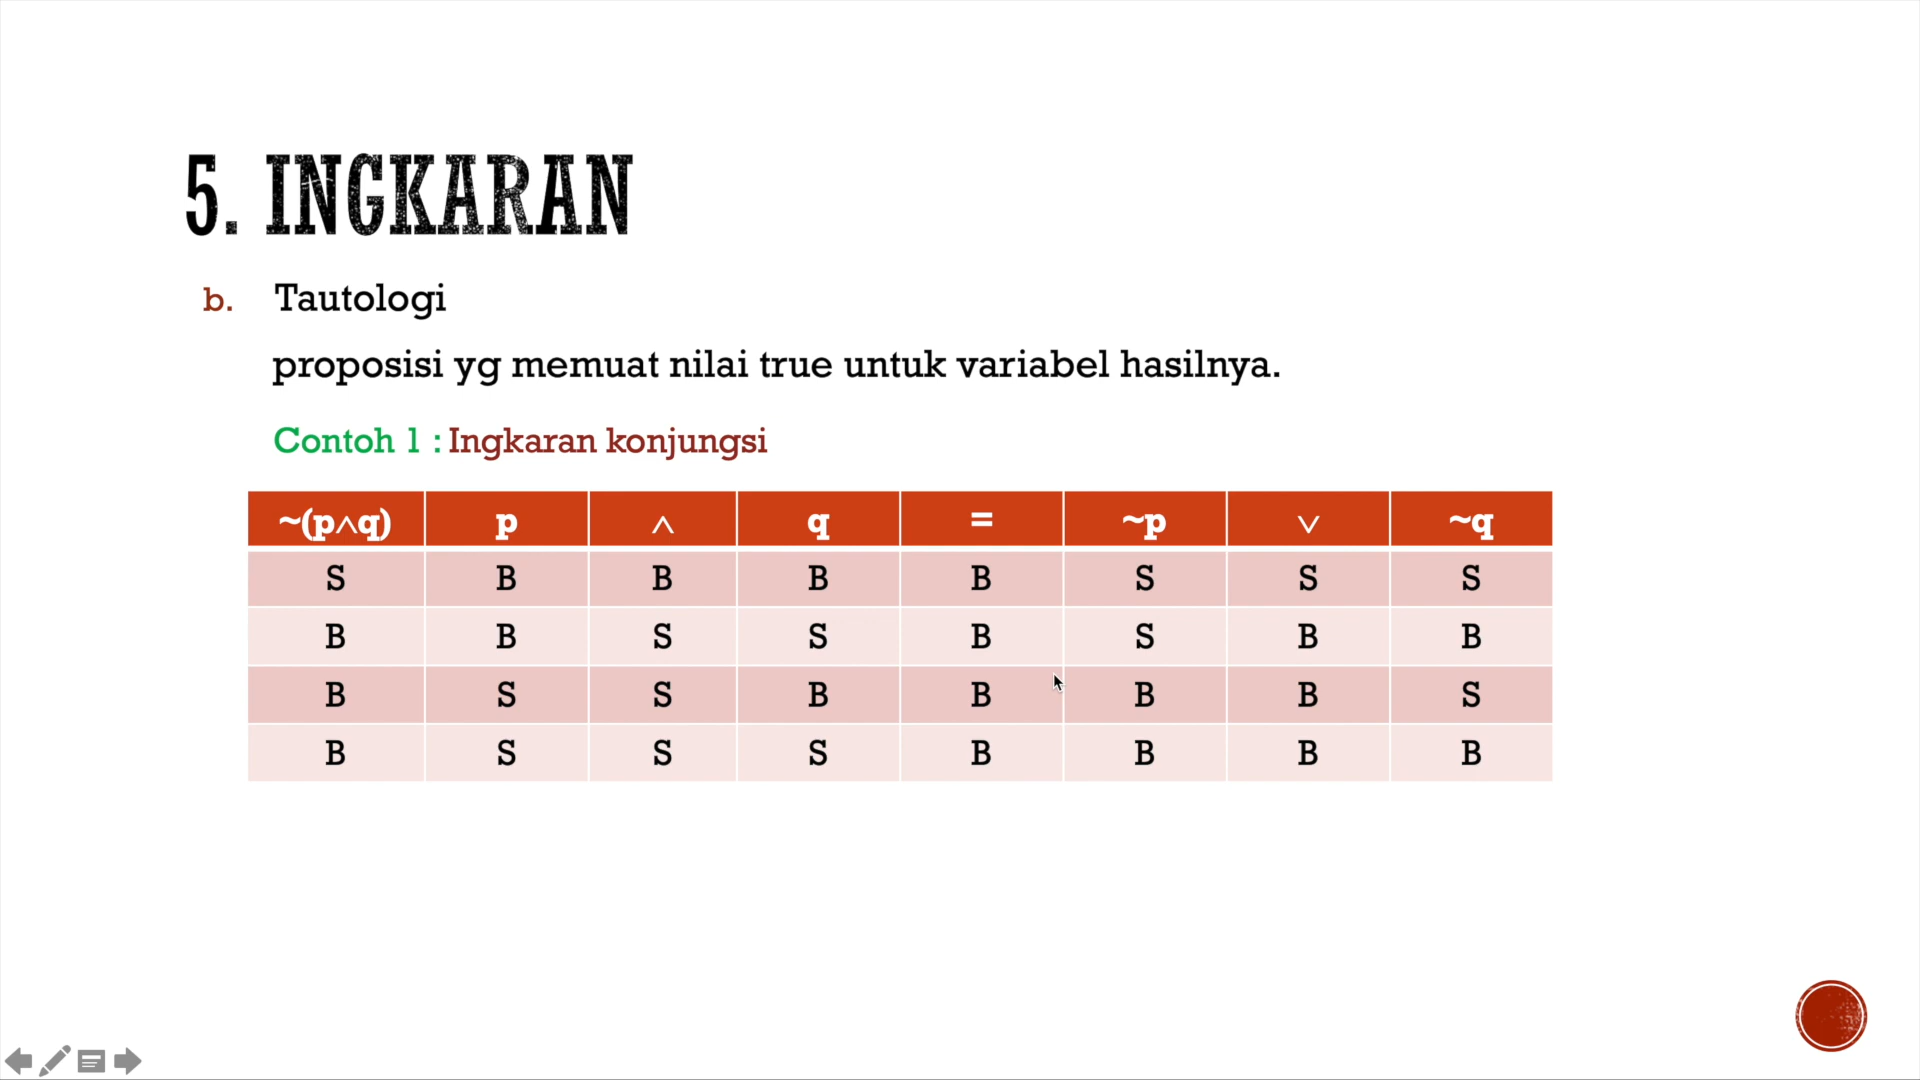 5. INGKARAN
b. Tautologi
proposisi yg memuat nilai true untuk variabel hasilnya.
Contoh 1 : Ingkaran konjungsi
~(p∧q) p ∧ q = ~p ∨ ~q
S B B B B S S S
B B S S B S B B
B S S B B B B S
B S S S B B B B